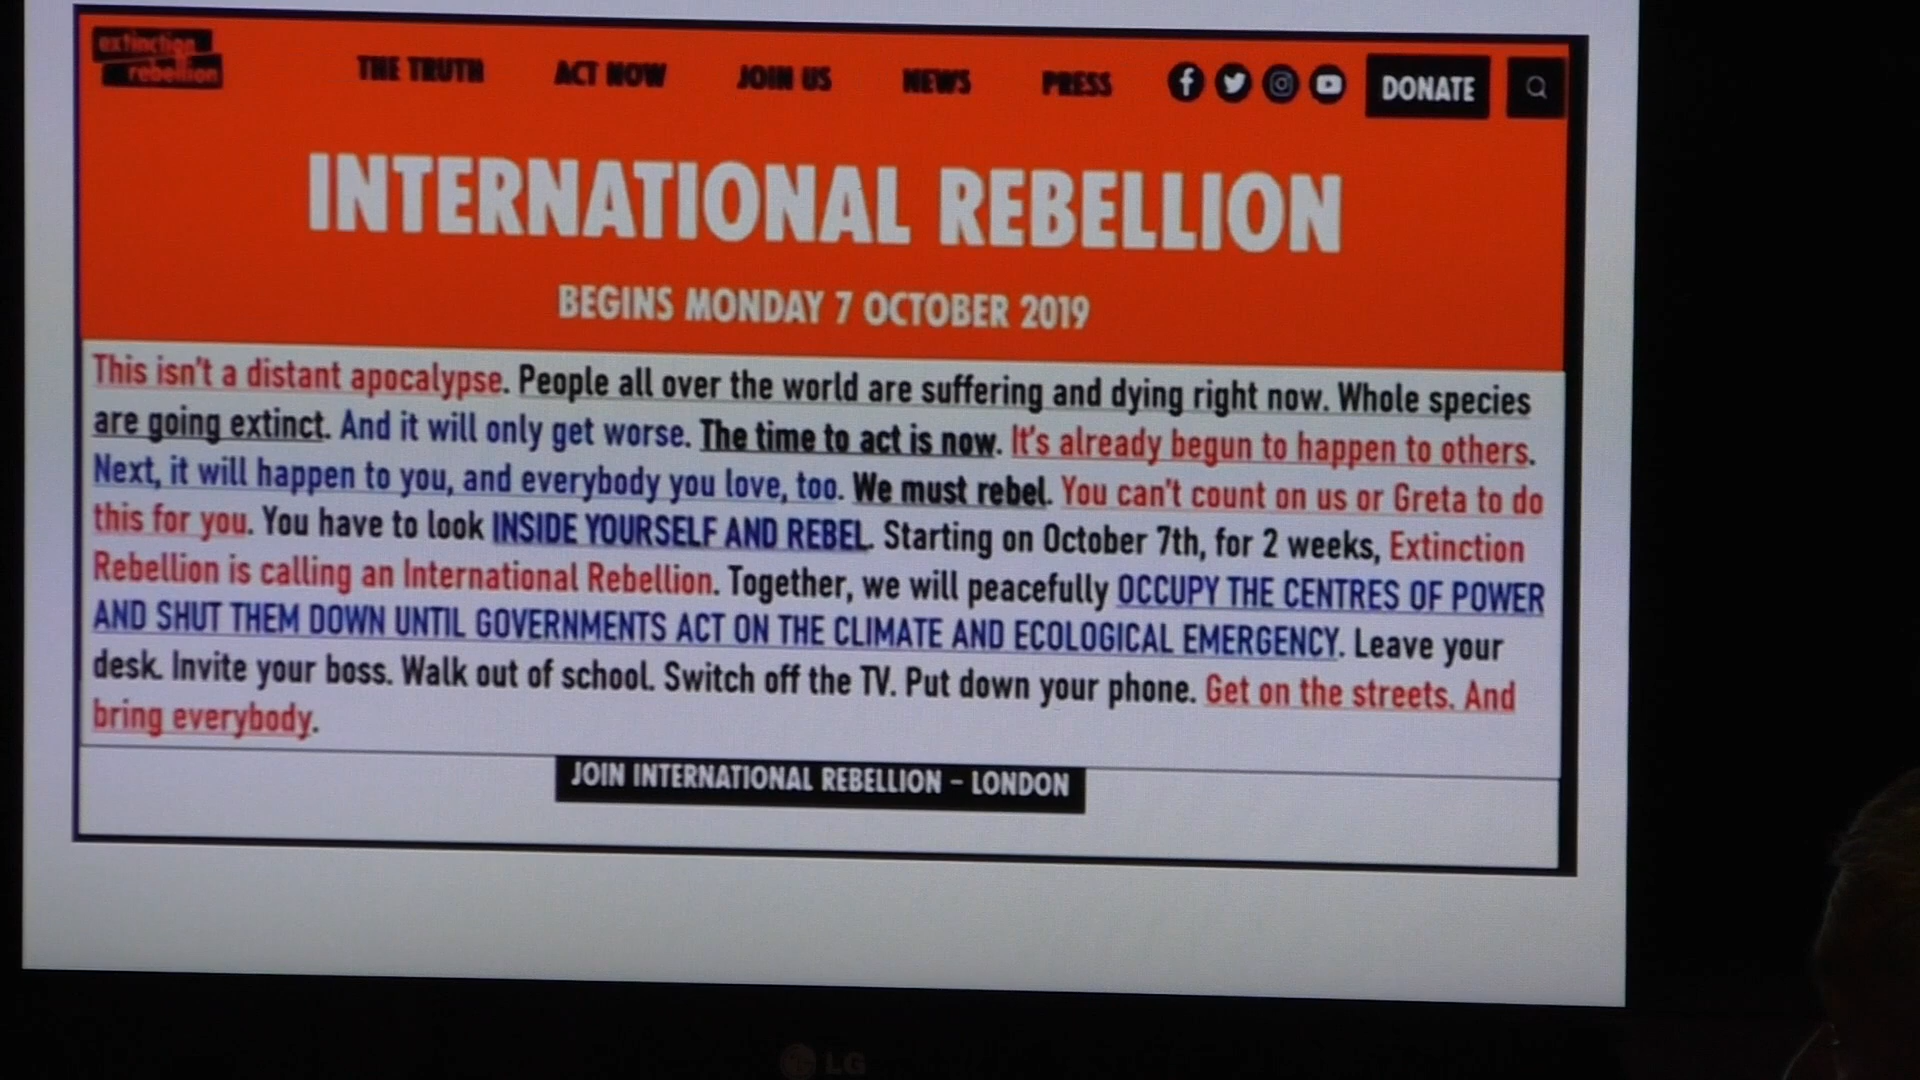 extinction
rebellion
THE TRUTH ACT NOW JOIN US NEWS PRESS DONATE
INTERNATIONAL REBELLION
BEGINS MONDAY 7 OCTOBER 2019
This isn't a distant apocalypse. People all over the world are suffering and dying right now. Whole species
are going extinct. And it will only get worse. The time to act is now. It's already begun to happen to others.
Next, it will happen to you, and everybody you love, too. We must rebel. You can't count on us or Greta to do
this for you. You have to look INSIDE YOURSELF AND REBEL. Starting on October 7th, for 2 weeks, Extinction
Rebellion is calling an International Rebellion. Together, we will peacefully OCCUPY THE CENTRES OF POWER
AND SHUT THEM DOWN UNTIL GOVERNMENTS ACT ON THE CLIMATE AND ECOLOGICAL EMERGENCY. Leave your
desk. Invite your boss. Walk out of school. Switch off the TV. Put down your phone. Get on the streets. And
bring everybody.
JOIN INTERNATIONAL REBELLION – LONDON
LG